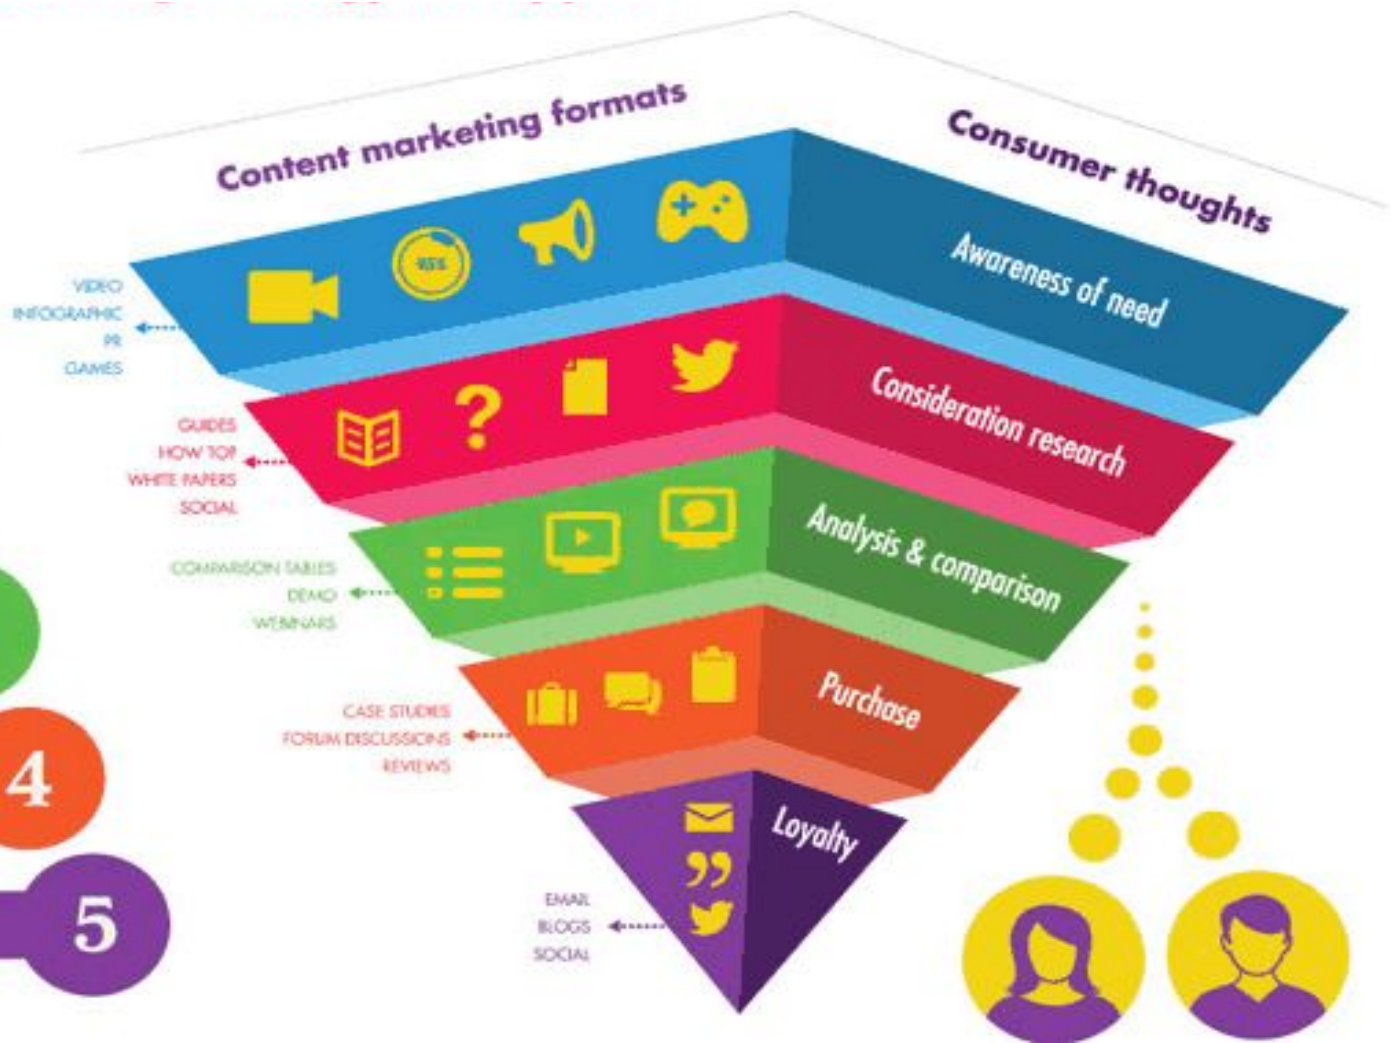 Content marketing formats
Consumer thoughts
VIDEO
INFOGRAPHIC
PR
GAMES
95%
Awareness of need
GUIDES
HOW TO?
WHITE PAPERS
SOCIAL
Consideration research
COMPARISON TABLES
DEMO
WEBINARS
Analysis & comparison
CASE STUDIES
FORUM DISCUSSIONS
REVIEWS
Purchase
EMAIL
BLOGS
SOCIAL
Loyalty
4
5